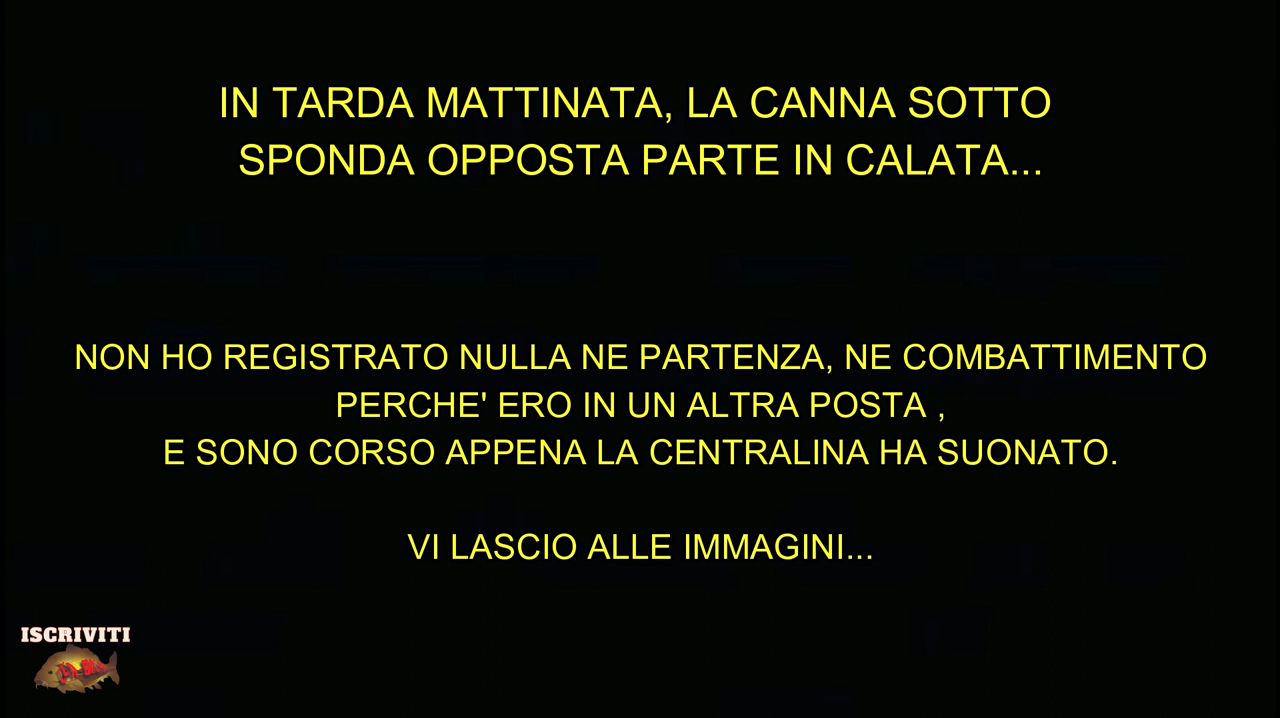 IN TARDA MATTINATA, LA CANNA SOTTO
SPONDA OPPOSTA PARTE IN CALATA...
NON HO REGISTRATO NULLA NE PARTENZA, NE COMBATTIMENTO
PERCHE' ERO IN UN ALTRA POSTA ,
E SONO CORSO APPENA LA CENTRALINA HA SUONATO.
VI LASCIO ALLE IMMAGINI...
ISCRIVITI